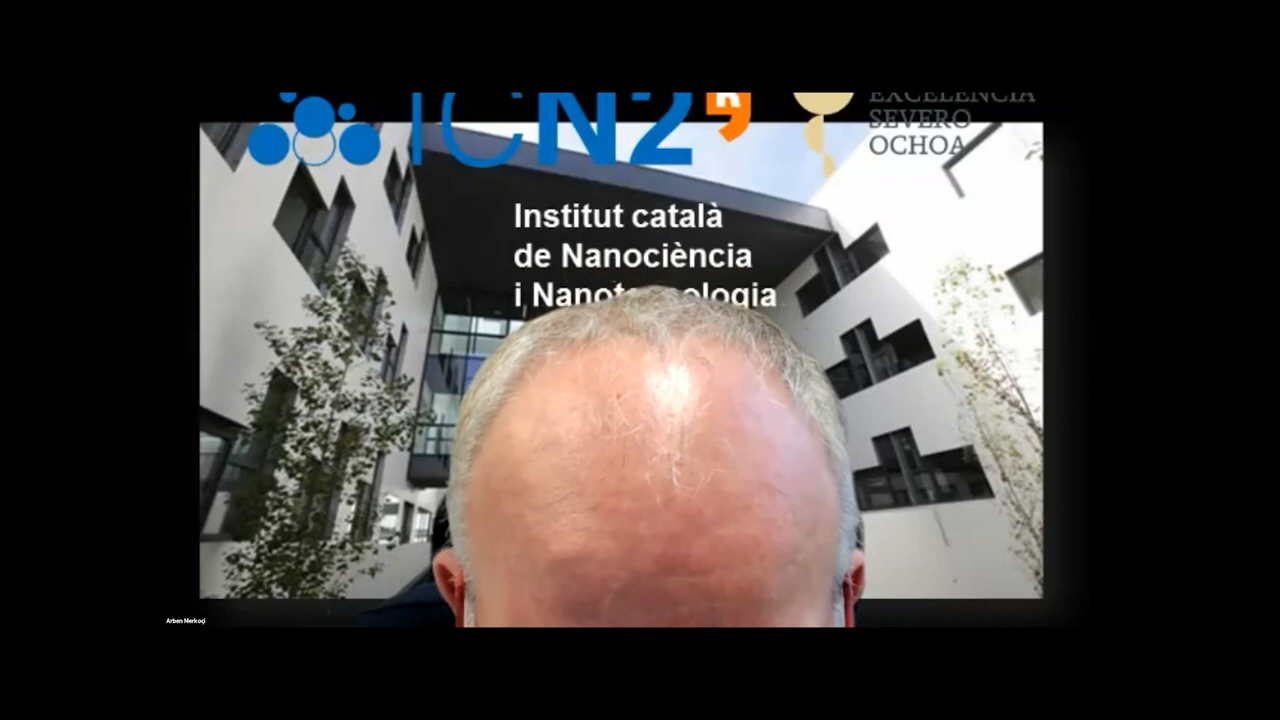 ICN2
EXCELENCIA
SEVERO
OCHOA
Institut català
de Nanociència
i
Arben Merkoçi